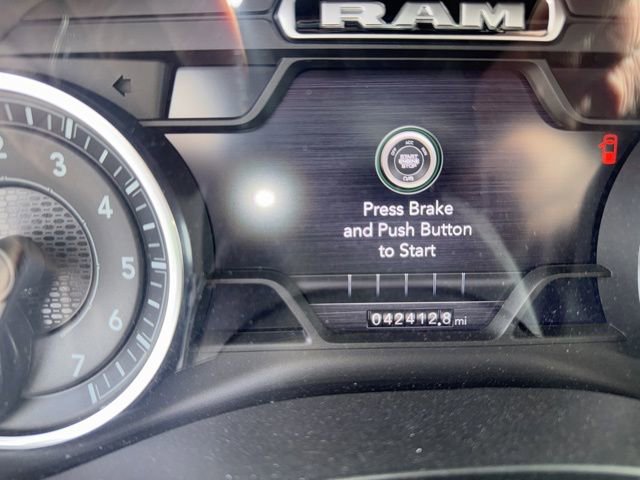 RAM
START
ENGINE
STOP
Press Brake
and Push Button
to Start
2
3
4
5
6
7
042412.8 mi